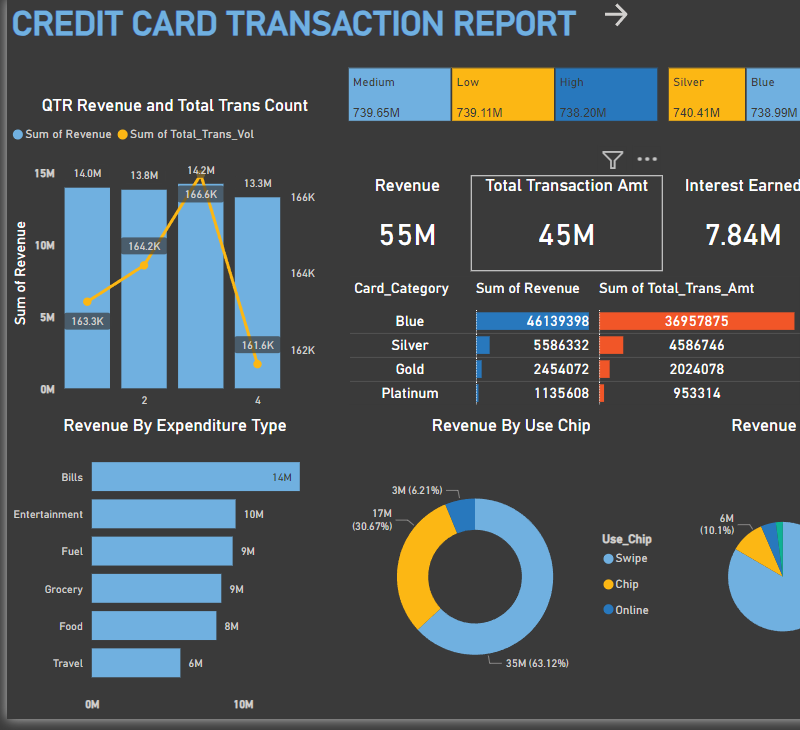 CREDIT CARD TRANSACTION REPORT
Medium Low High Silver Blue
739.65M 739.11M 738.20M 740.41M 738.99M
QTR Revenue and Total Trans Count
Sum of Revenue Sum of Total_Trans_Vol
15M 14.0M 13.8M 14.2M 13.3M
166.6K 166K
Sum of Revenue
10M 164.2K
164K
5M 163.3K
161.6K 162K
0M
2 4
Revenue Total Transaction Amt Interest Earned
55M 45M 7.84M
Card_Category Sum of Revenue Sum of Total_Trans_Amt
Blue 46139398 36957875
Silver 5586332 4586746
Gold 2454072 2024078
Platinum 1135608 953314
Revenue By Expenditure Type
Bills 14M
Entertainment 10M
Fuel 9M
Grocery 9M
Food 8M
Travel 6M
0M 10M
Revenue By Use Chip
3M (6.21%)
17M
(30.67%)
35M (63.12%)
Use_Chip
Swipe
Chip
Online
Revenue
6M
(10.1%)